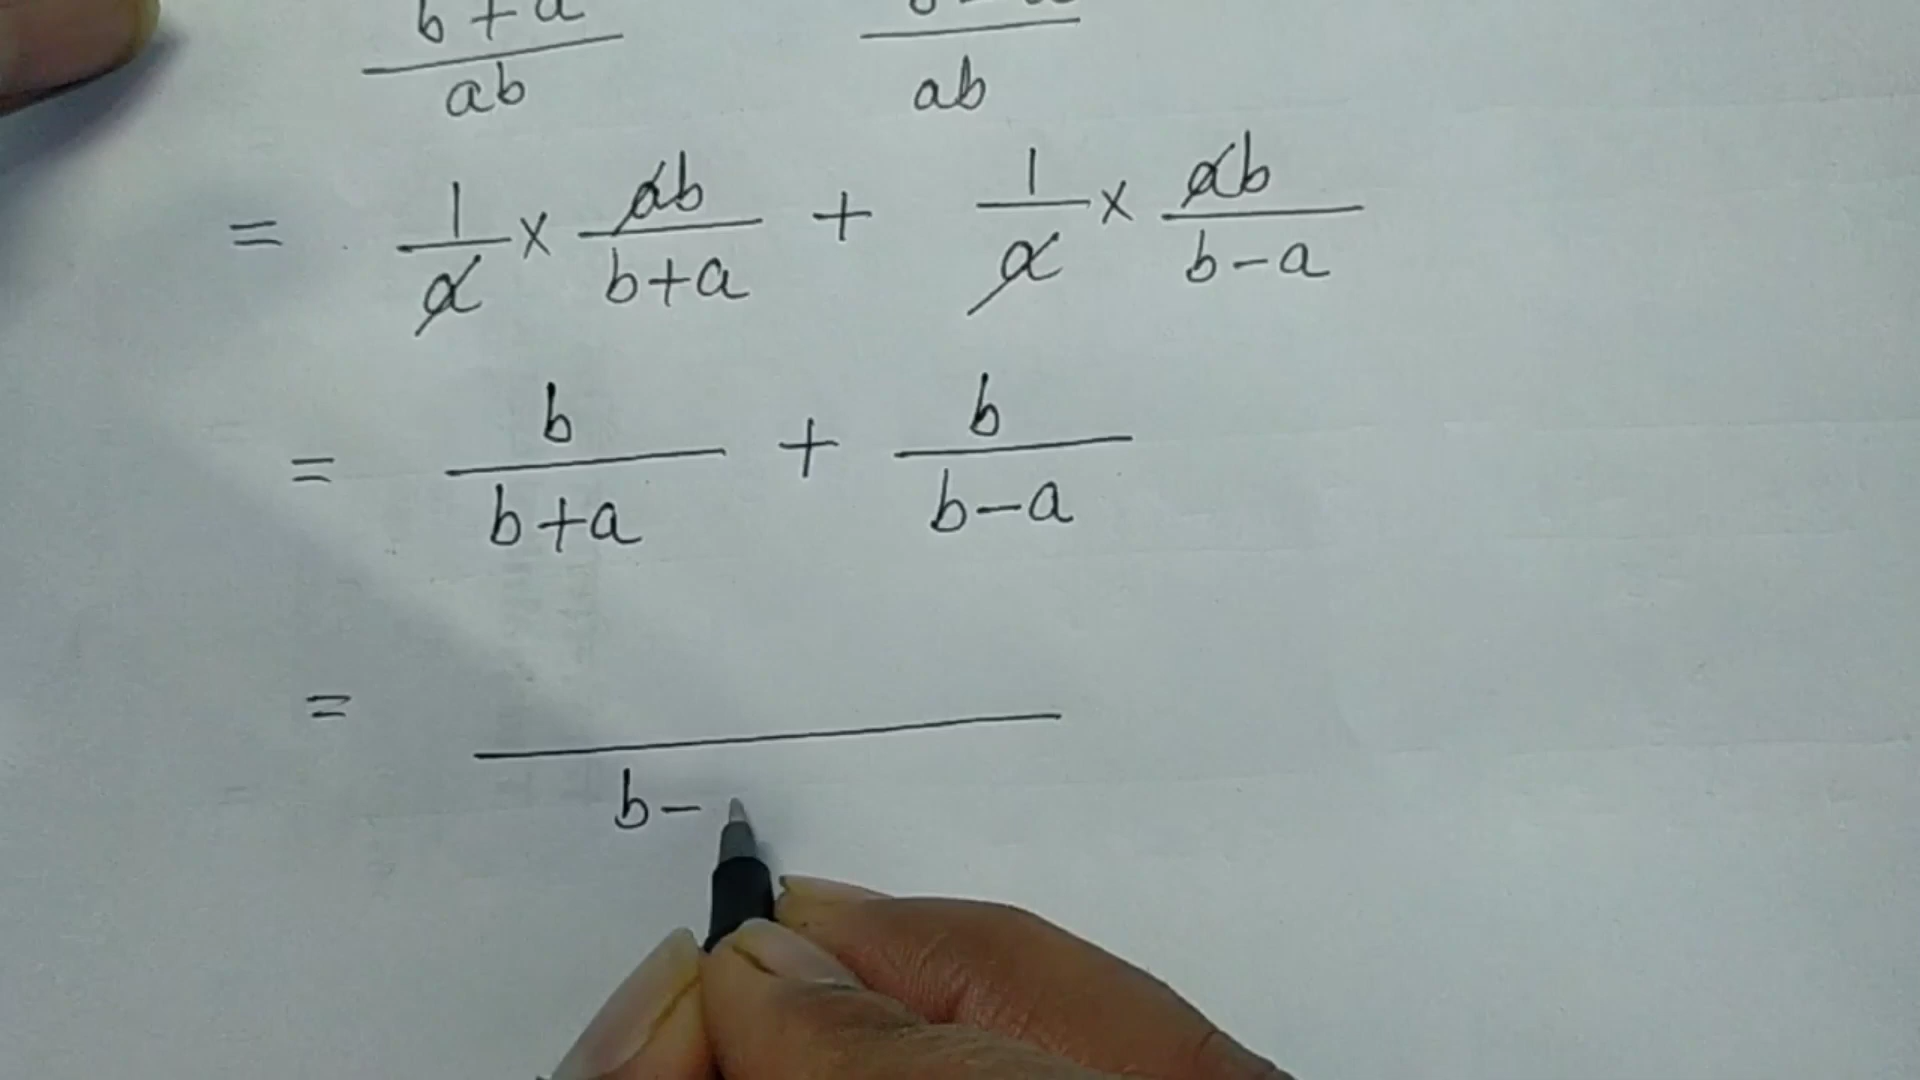 b+a
ab ab
= 1/a × ab/b+a + 1/a × ab/b-a
= b/b+a + b/b-a
=
b-